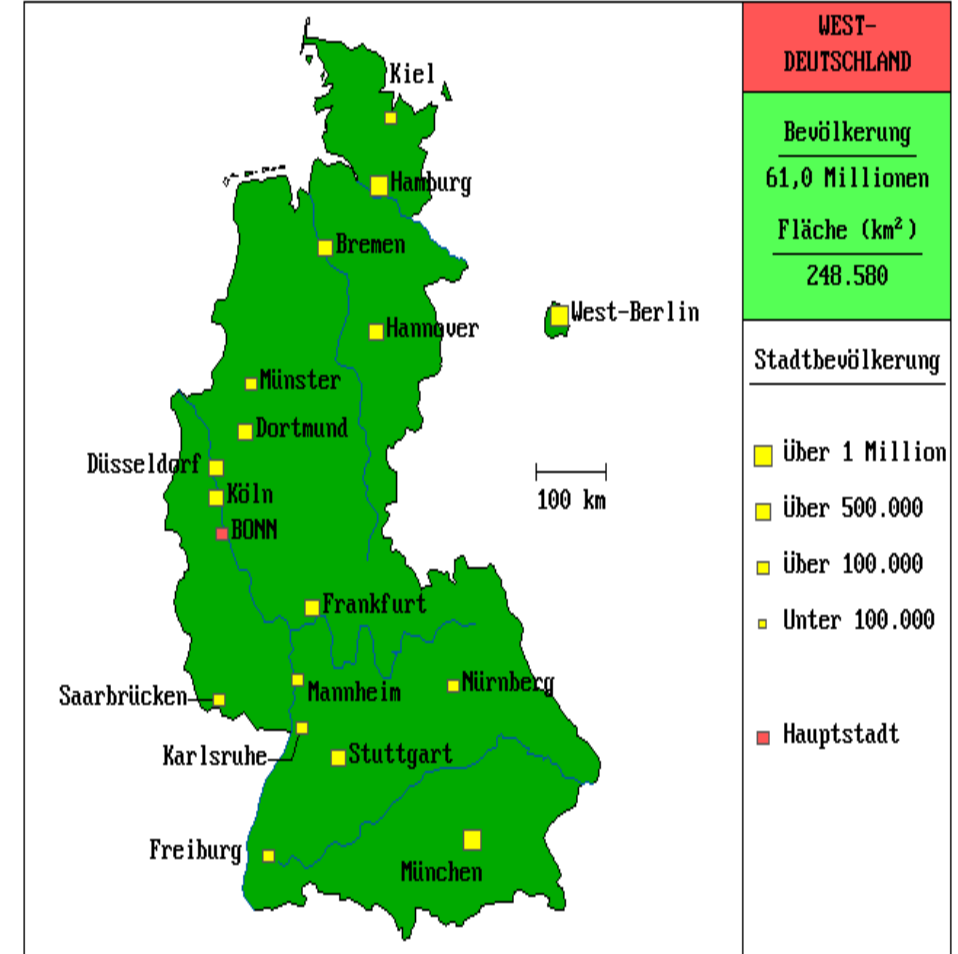 Kiel
Hamburg
Bremen
Hannover
West-Berlin
Münster
Dortmund
Düsseldorf
Köln
BONN
100 km
Frankfurt
Saarbrücken
Mannheim
Nürnberg
Karlsruhe
Stuttgart
Freiburg
München
WEST-
DEUTSCHLAND
Bevölkerung
61,0 Millionen
Fläche (km²)
248.580
Stadtbevölkerung
Über 1 Million
Über 500.000
Über 100.000
Unter 100.000
Hauptstadt